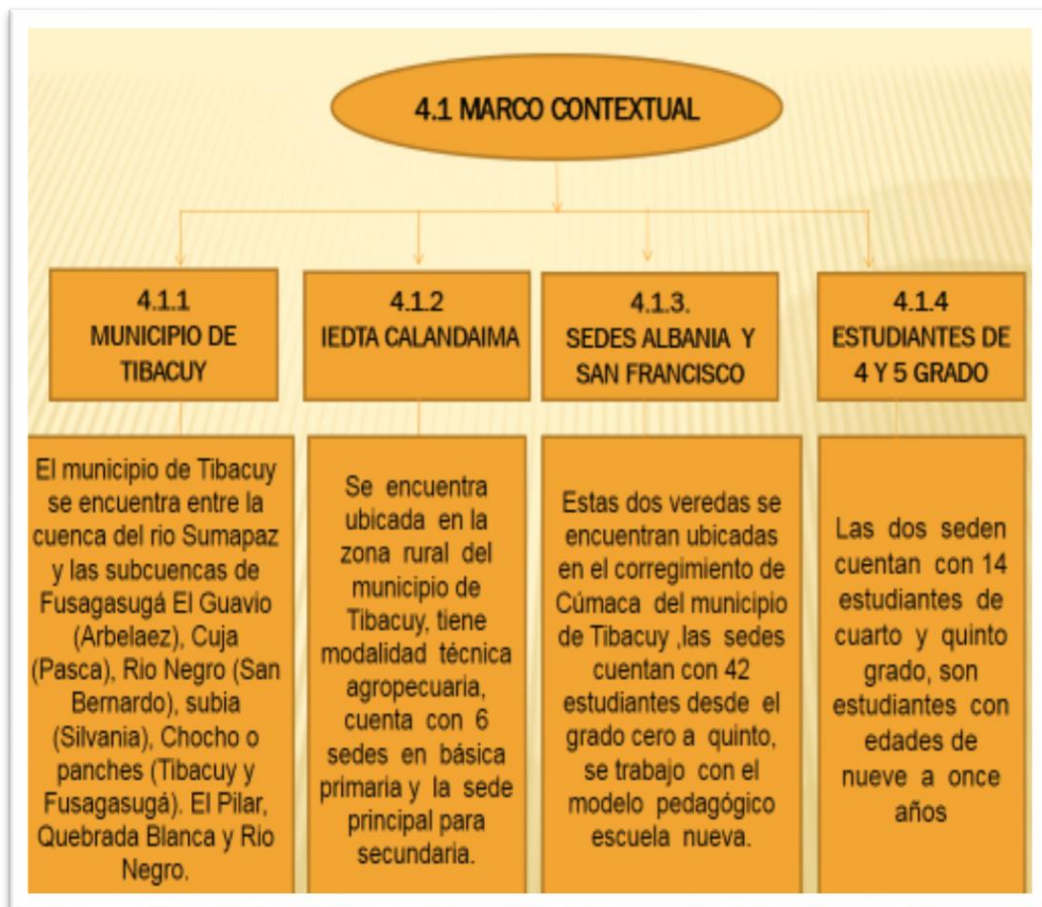 4.1 MARCO CONTEXTUAL
4.1.1
MUNICIPIO DE
TIBACUY
El municipio de Tibacuy
se encuentra entre la
cuenca del rio Sumapaz
y las subcuencas de
Fusagasugá El Guavio
(Arbelaez), Cuja
(Pasca), Rio Negro (San
Bernardo), subia
(Silvania), Chocho o
panches (Tibacuy y
Fusagasugá). El Pilar,
Quebrada Blanca y Rio
Negro.
4.1.2
IEDTA CALANDAIMA
Se encuentra
ubicada en la
zona rural del
municipio de
Tibacuy, tiene
modalidad técnica
agropecuaria,
cuenta con 6
sedes en básica
primaria y la sede
principal para
secundaria.
4.1.3.
SEDES ALBANIA Y
SAN FRANCISCO
Estas dos veredas se
encuentran ubicadas
en el corregimiento de
Cúmaca del municipio
de Tibacuy ,las sedes
cuentan con 42
estudiantes desde el
grado cero a quinto,
se trabajo con el
modelo pedagógico
escuela nueva.
4.1.4
ESTUDIANTES DE
4 Y 5 GRADO
Las dos seden
cuentan con 14
estudiantes de
cuarto y quinto
grado, son
estudiantes con
edades de
nueve a once
años